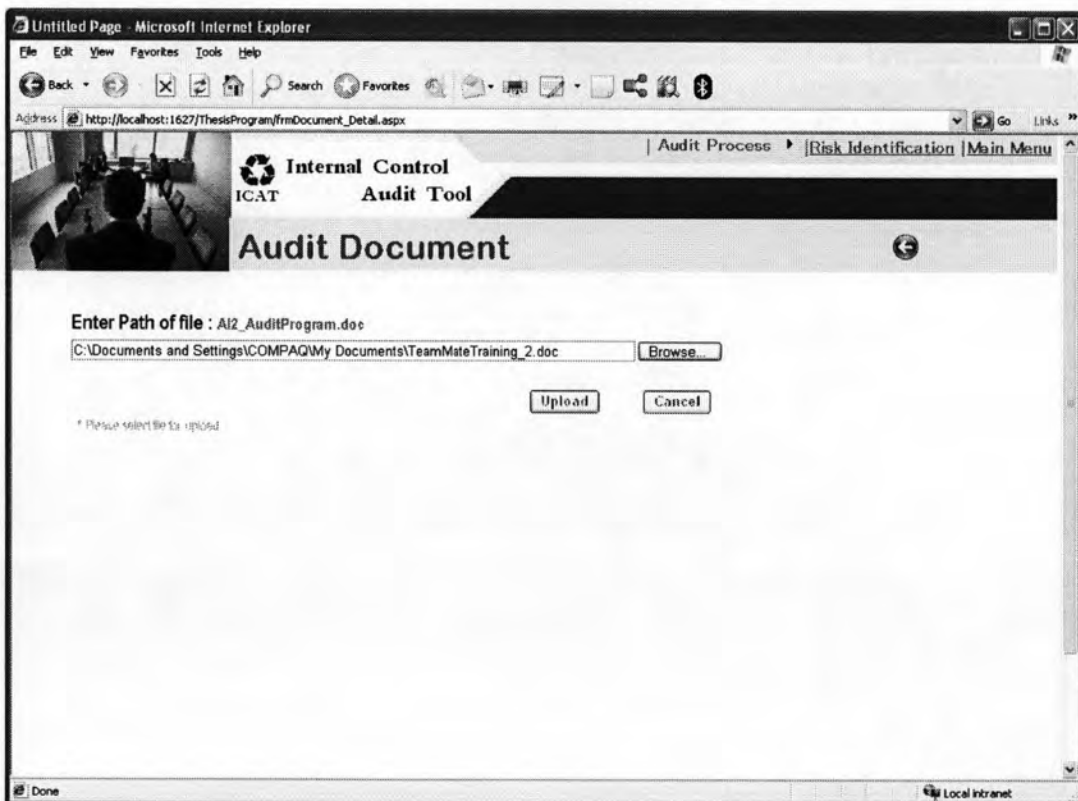 Untitled Page - Microsoft Internet Explorer
File Edit View Favorites Tools Help
Back Search Favorites
Address http://localhost:1627/ThesisProgram/frmDocument_Detail.aspx Go Links »
| Audit Process ▶ |Risk Identification |Main Menu
Internal Control
ICAT Audit Tool
Audit Document
Enter Path of file : AI2_AuditProgram.doc
C:\Documents and Settings\COMPAQ\My Documents\TeamMateTraining_2.doc Browse...
Upload Cancel
* Please select file for upload
Done Local intranet